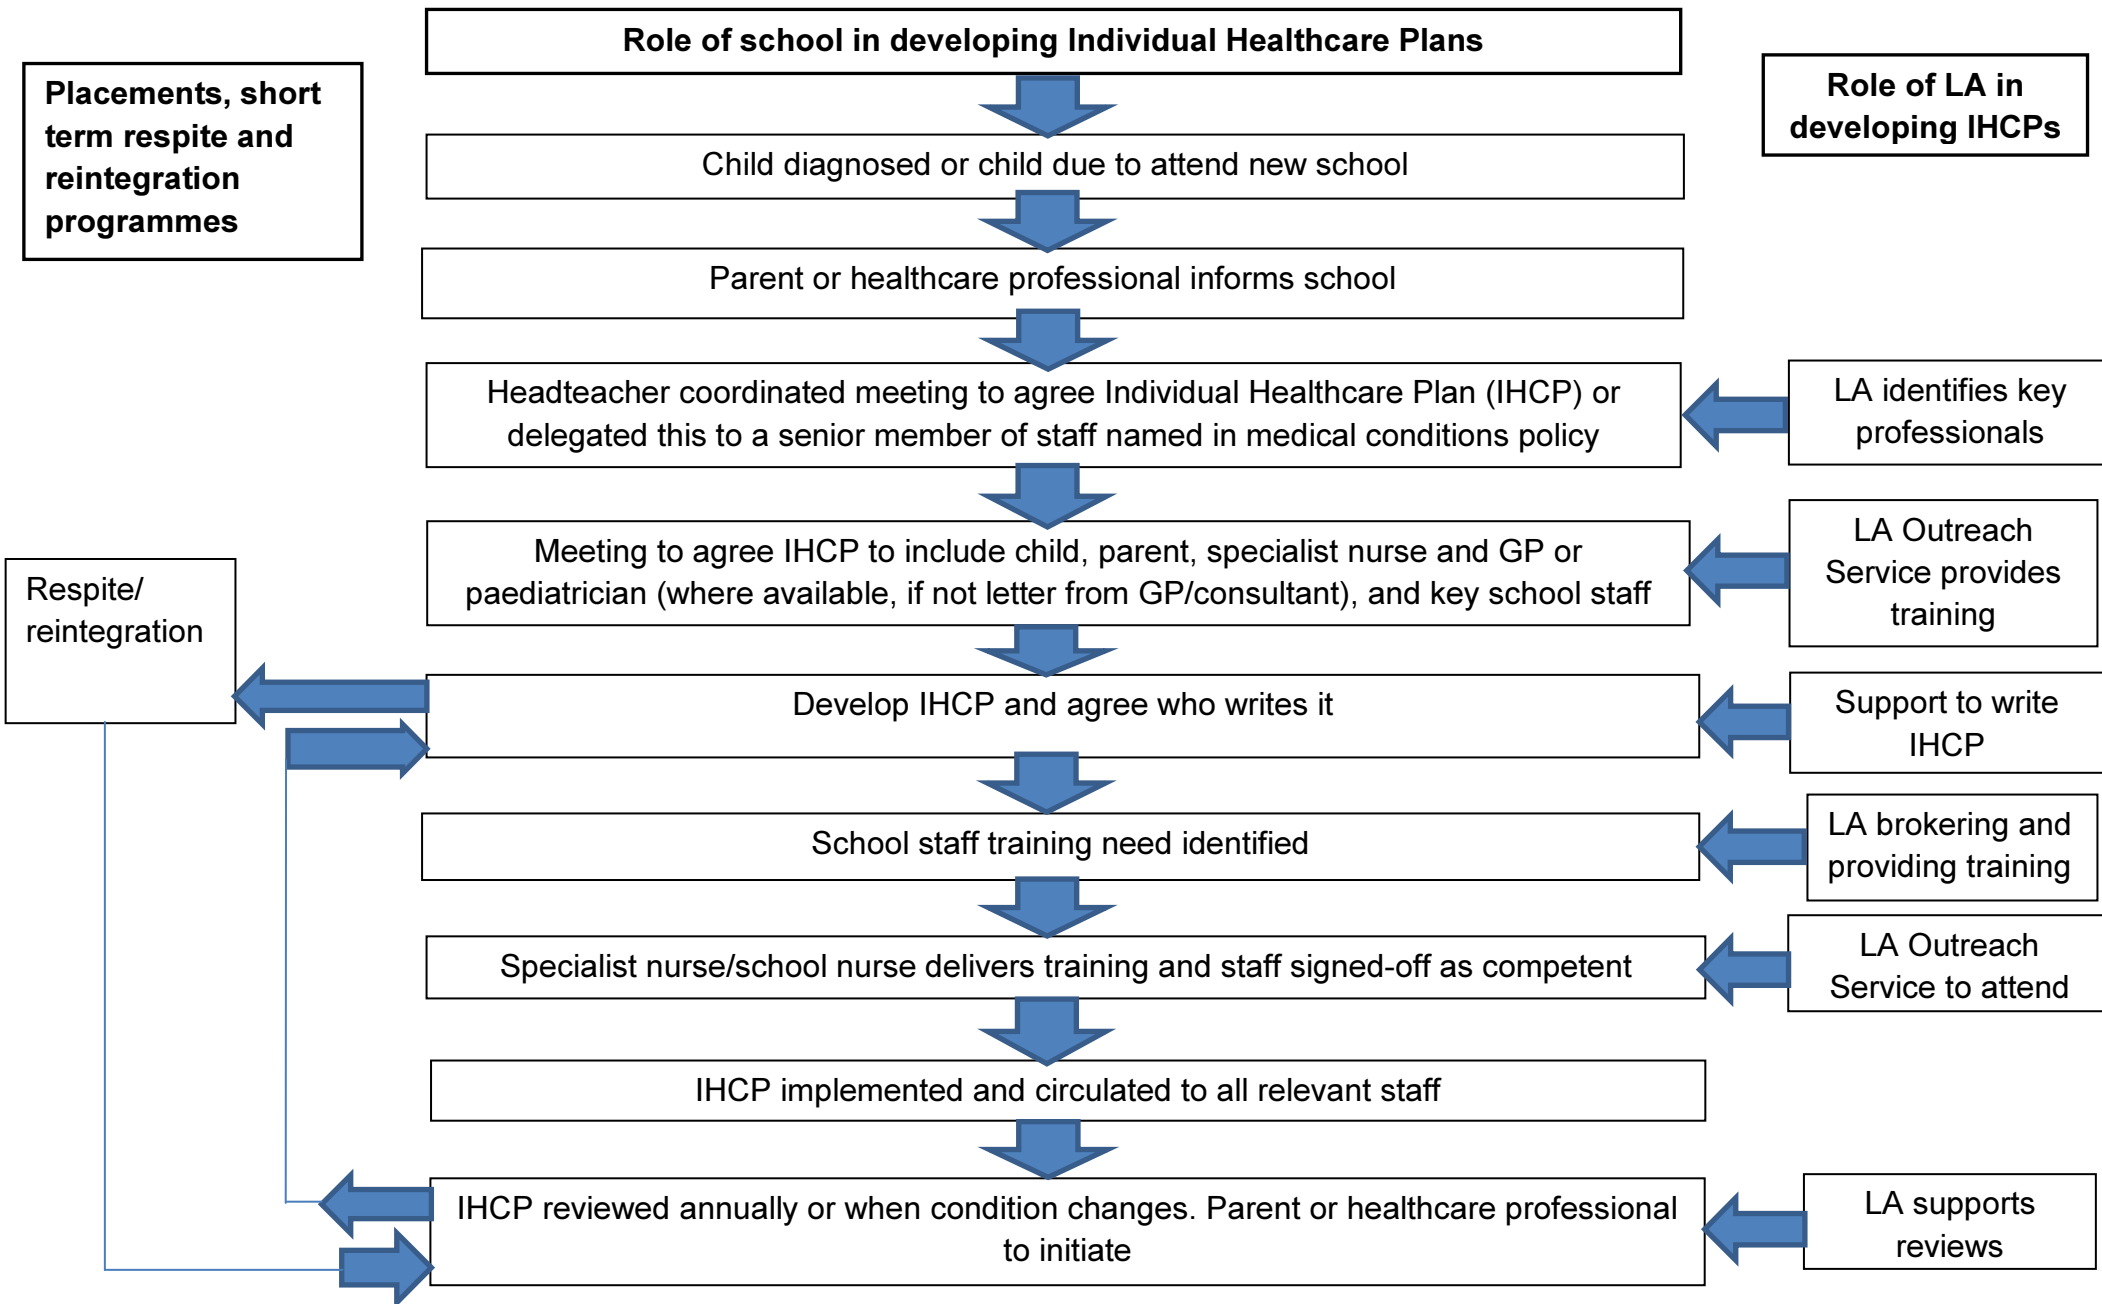 Role of school in developing Individual Healthcare Plans
Placements, short
term respite and
reintegration
programmes
Role of LA in
developing IHCPs
Child diagnosed or child due to attend new school
Parent or healthcare professional informs school
Headteacher coordinated meeting to agree Individual Healthcare Plan (IHCP) or
delegated this to a senior member of staff named in medical conditions policy
LA identifies key
professionals
Meeting to agree IHCP to include child, parent, specialist nurse and GP or
paediatrician (where available, if not letter from GP/consultant), and key school staff
LA Outreach
Service provides
training
Respite/
reintegration
Develop IHCP and agree who writes it
Support to write
IHCP
School staff training need identified
LA brokering and
providing training
Specialist nurse/school nurse delivers training and staff signed-off as competent
LA Outreach
Service to attend
IHCP implemented and circulated to all relevant staff
IHCP reviewed annually or when condition changes. Parent or healthcare professional
to initiate
LA supports
reviews